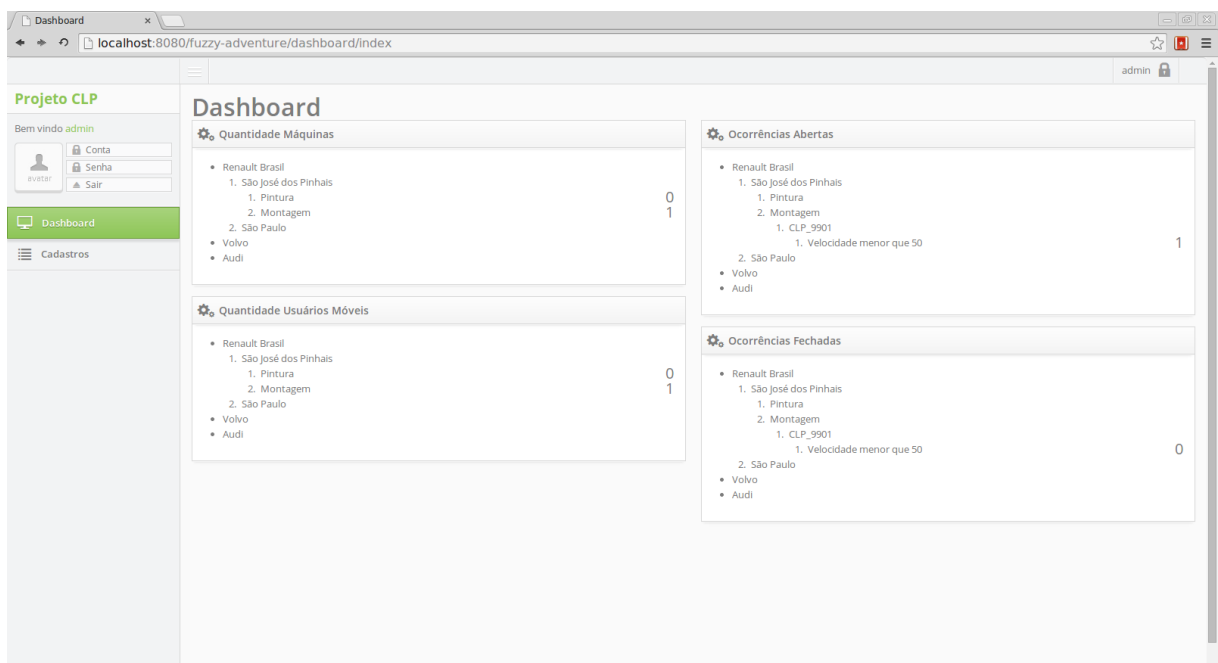 Dashboard
localhost:8080/fuzzy-adventure/dashboard/index
admin
Projeto CLP
Bem vindo admin
avatar
Conta
Senha
Sair
Dashboard
Cadastros
Dashboard
Quantidade Máquinas
• Renault Brasil
1. São José dos Pinhais
1. Pintura 0
2. Montagem 1
2. São Paulo
• Volvo
• Audi
Quantidade Usuários Móveis
• Renault Brasil
1. São José dos Pinhais
1. Pintura 0
2. Montagem 1
2. São Paulo
• Volvo
• Audi
Ocorrências Abertas
• Renault Brasil
1. São José dos Pinhais
1. Pintura
2. Montagem
1. CLP_9901
1. Velocidade menor que 50 1
2. São Paulo
• Volvo
• Audi
Ocorrências Fechadas
• Renault Brasil
1. São José dos Pinhais
1. Pintura
2. Montagem
1. CLP_9901
1. Velocidade menor que 50 0
2. São Paulo
• Volvo
• Audi